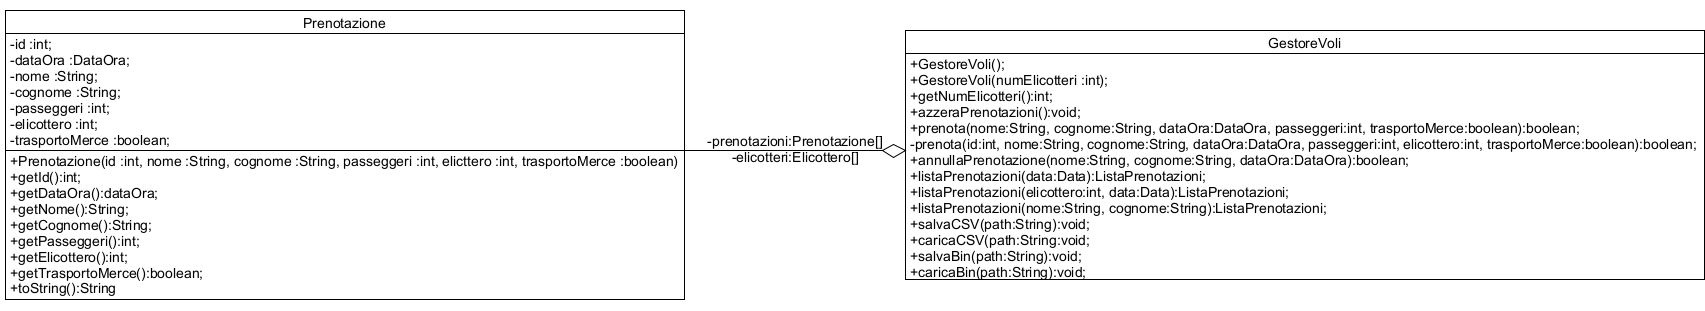 Prenotazione
-id :int;
-dataOra :DataOra;
-nome :String;
-cognome :String;
-passeggeri :int;
-elicottero :int;
-trasportoMerce :boolean;
+Prenotazione(id :int, nome :String, cognome :String, passeggeri :int, elicttero :int, trasportoMerce :boolean)
+getId():int;
+getDataOra():dataOra;
+getNome():String;
+getCognome():String;
+getPasseggeri():int;
+getElicottero():int;
+getTrasportoMerce():boolean;
+toString():String
-prenotazioni:Prenotazione[]
-elicotteri:Elicottero[]
GestoreVoli
+GestoreVoli();
+GestoreVoli(numElicotteri :int);
+getNumElicotteri():int;
+azzeraPrenotazioni():void;
+prenota(nome:String, cognome:String, dataOra:DataOra, passeggeri:int, trasportoMerce:boolean):boolean;
-prenota(id:int, nome:String, cognome:String, dataOra:DataOra, passeggeri:int, elicottero:int, trasportoMerce:boolean):boolean;
+annullaPrenotazione(nome:String, cognome:String, dataOra:DataOra):boolean;
+listaPrenotazioni(data:Data):ListaPrenotazioni;
+listaPrenotazioni(elicottero:int, data:Data):ListaPrenotazioni;
+listaPrenotazioni(nome:String, cognome:String):ListaPrenotazioni;
+salvaCSV(path:String):void;
+caricaCSV(path:String:void;
+salvaBin(path:String):void;
+caricaBin(path:String):void;